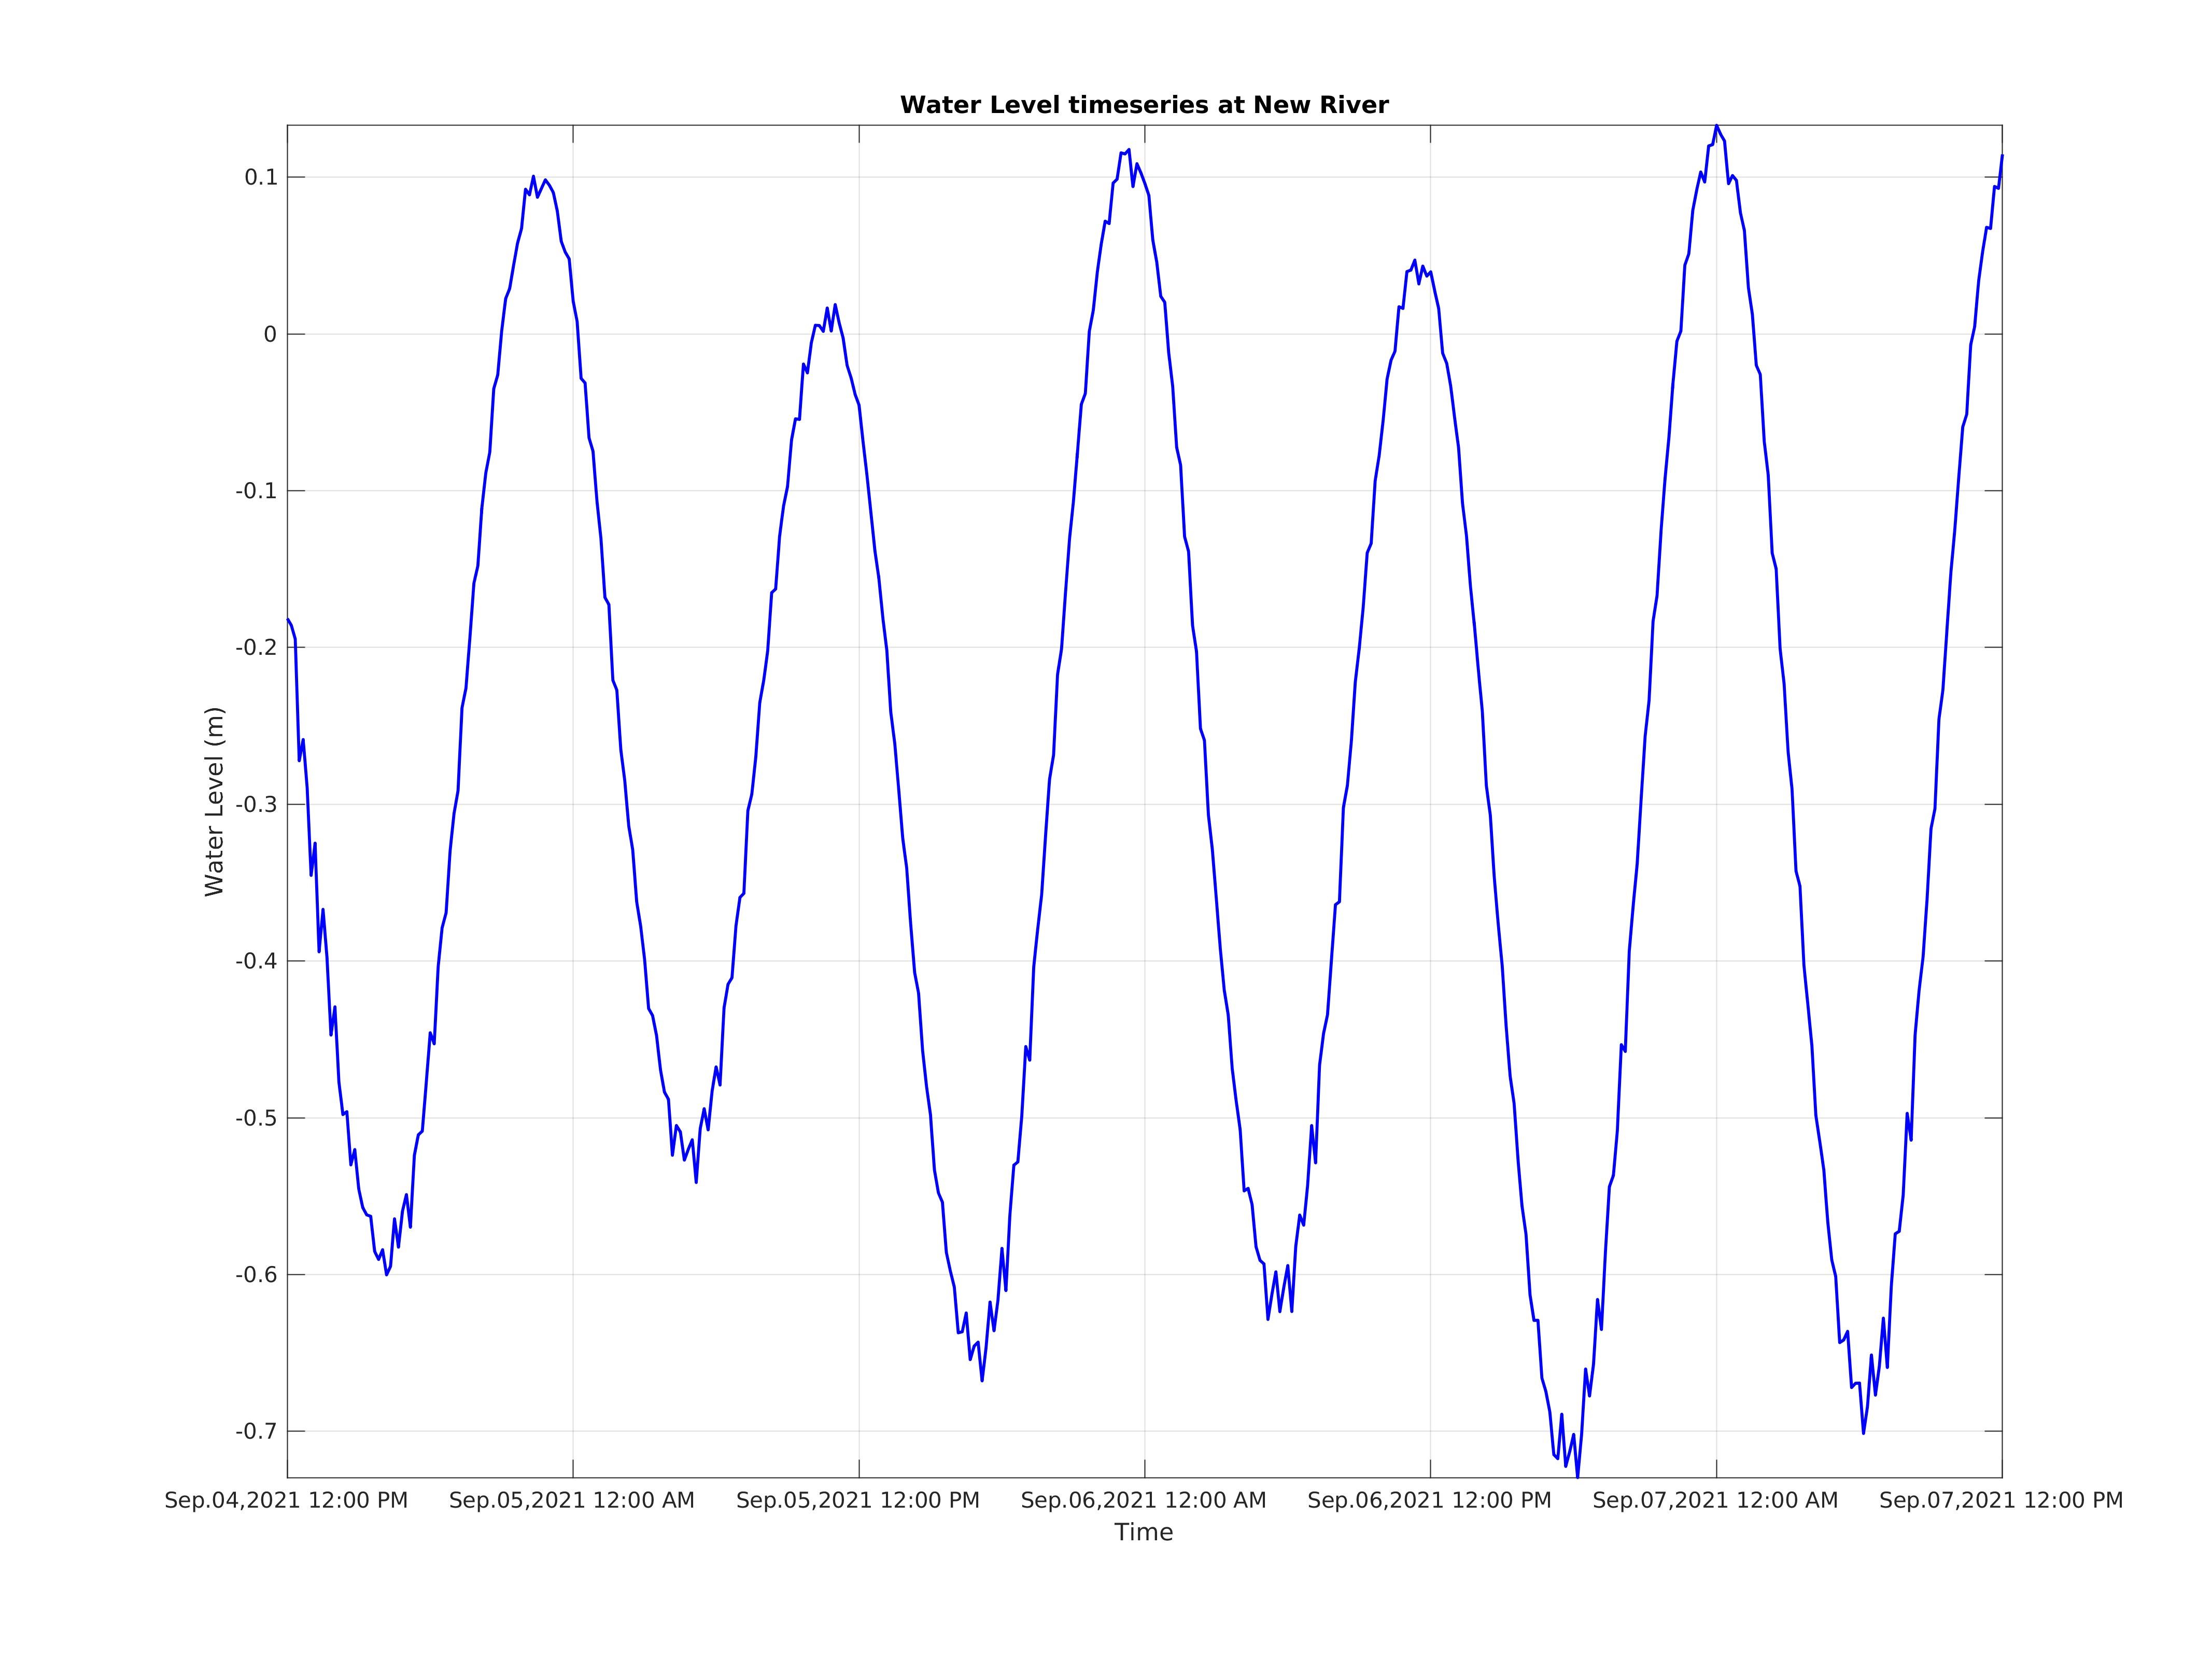 Water Level timeseries at New River
0.1
0
-0.1
-0.2
-0.3
-0.4
-0.5
-0.6
-0.7
Water Level (m)
Sep.04,2021 12:00 PM
Sep.05,2021 12:00 AM
Sep.05,2021 12:00 PM
Sep.06,2021 12:00 AM
Sep.06,2021 12:00 PM
Sep.07,2021 12:00 AM
Sep.07,2021 12:00 PM
Time